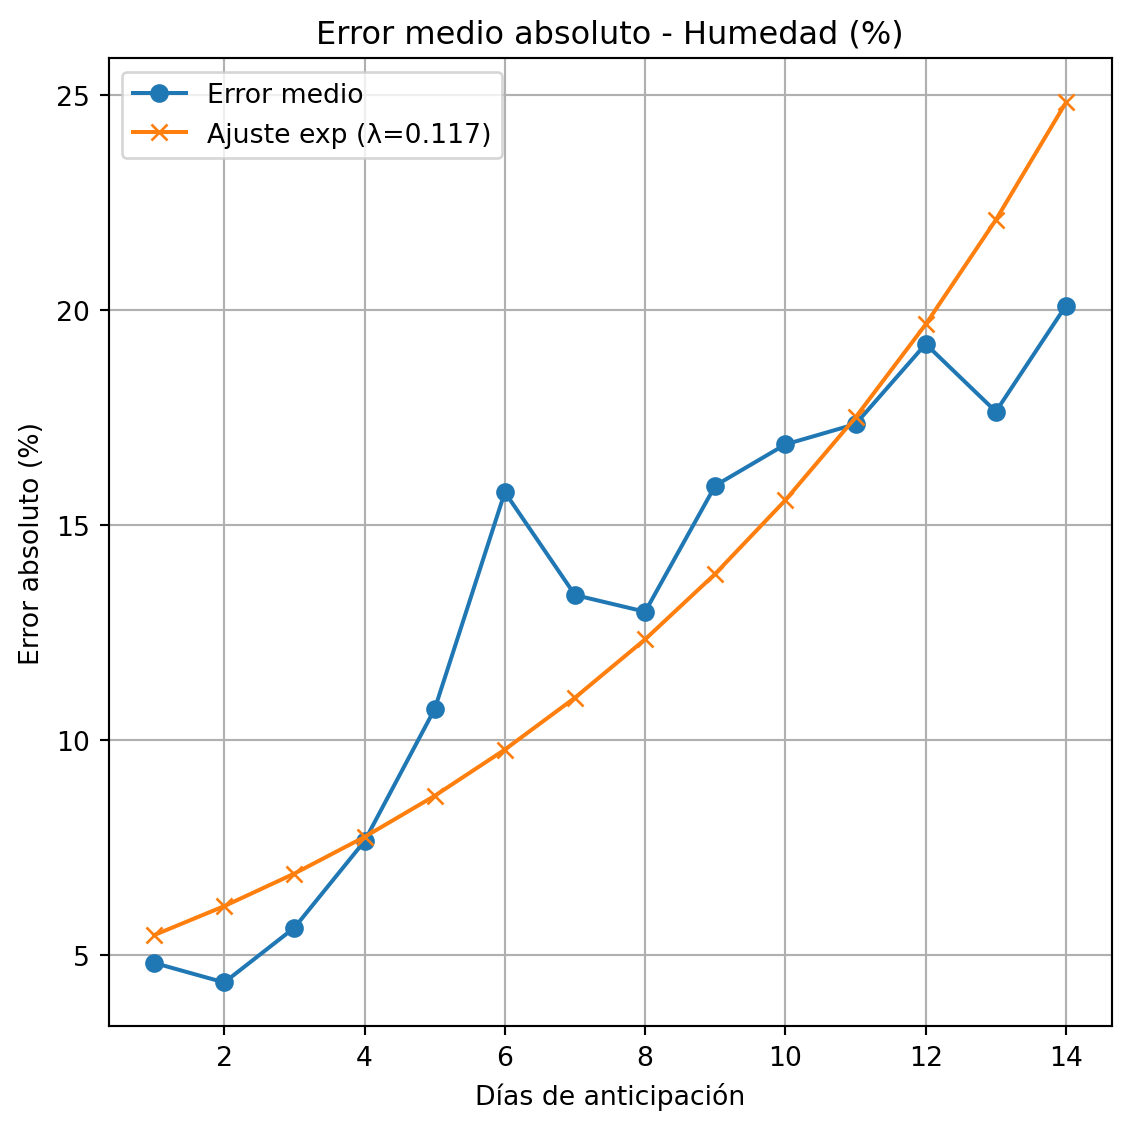 Error medio absoluto - Humedad (%)
Error medio
Ajuste exp (λ=0.117)
Error absoluto (%)
25
20
15
10
5
2 4 6 8 10 12 14
Días de anticipación